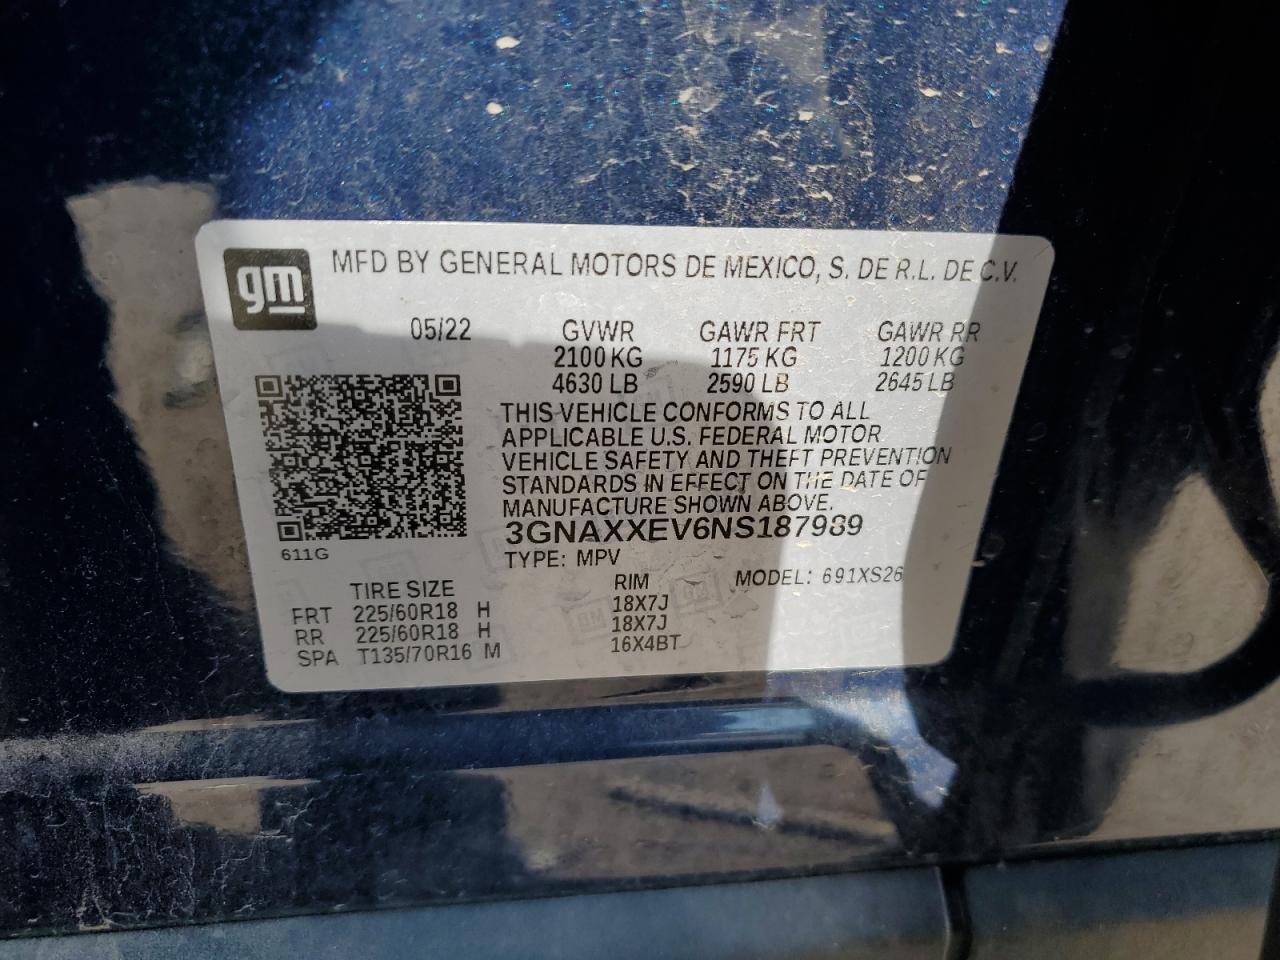 gm
MFD BY GENERAL MOTORS DE MEXICO, S. DE R.L. DE C.V.
05/22 GVWR GAWR FRT GAWR RR
2100 KG 1175 KG 1200 KG
4630 LB 2590 LB 2645 LB
THIS VEHICLE CONFORMS TO ALL
APPLICABLE U.S. FEDERAL MOTOR
VEHICLE SAFETY AND THEFT PREVENTION
STANDARDS IN EFFECT ON THE DATE OF
MANUFACTURE SHOWN ABOVE.
3GNAXXEV6NS187989
611G
TYPE: MPV MODEL: 691XS26
TIRE SIZE RIM
FRT 225/60R18 H 18X7J
RR 225/60R18 H 18X7J
SPA T135/70R16 M 16X4BT